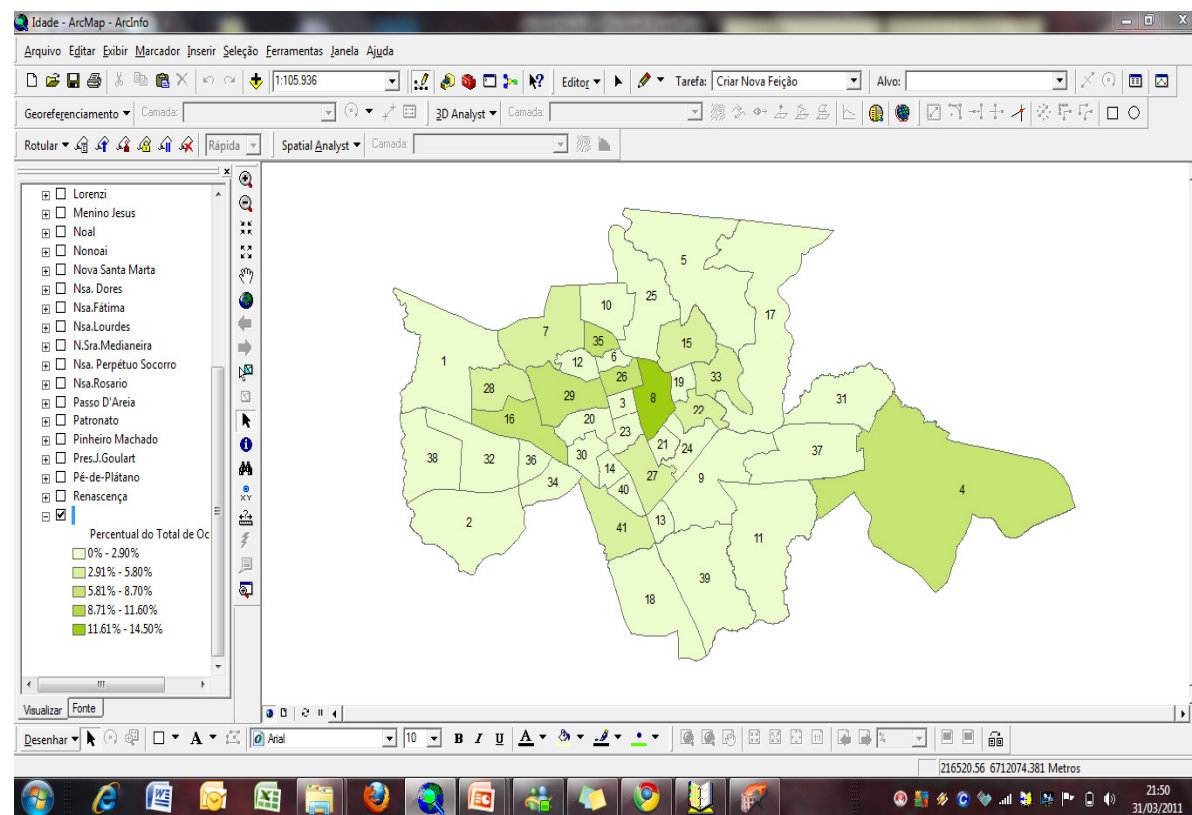 Idade - ArcMap - ArcInfo
Arquivo Editar Exibir Marcador Inserir Seleção Ferramentas Janela Ajuda
1:105.936 Editor Tarefa: Criar Nova Feição Alvo:
Georeferenciamento Camada: 3D Analyst Camada:
Rotular Rápida Spatial Analyst Camada:
Lorenzi
Menino Jesus
Noal
Nonoai
Nova Santa Marta
Nsa. Dores
Nsa.Fátima
Nsa.Lourdes
N.Sra.Medianeira
Nsa. Perpétuo Socorro
Nsa.Rosario
Passo D'Areia
Patronato
Pinheiro Machado
Pres.J.Goulart
Pé-de-Plátano
Renascença
Percentual do Total de Oc
0% - 2.90%
2.91% - 5.80%
5.81% - 8.70%
8.71% - 11.60%
11.61% - 14.50%
Visualizar Fonte
5
25
10
17
7
35
15
1
12
6
26
19
33
28
29
8
3
22
31
16
20
23
21
24
37
38
32
36
30
14
27
9
4
34
40
2
41
13
11
39
18
Desenhar A Arial 10 B I U A
216520.56 6712074.381 Metros
21:50
31/03/2011